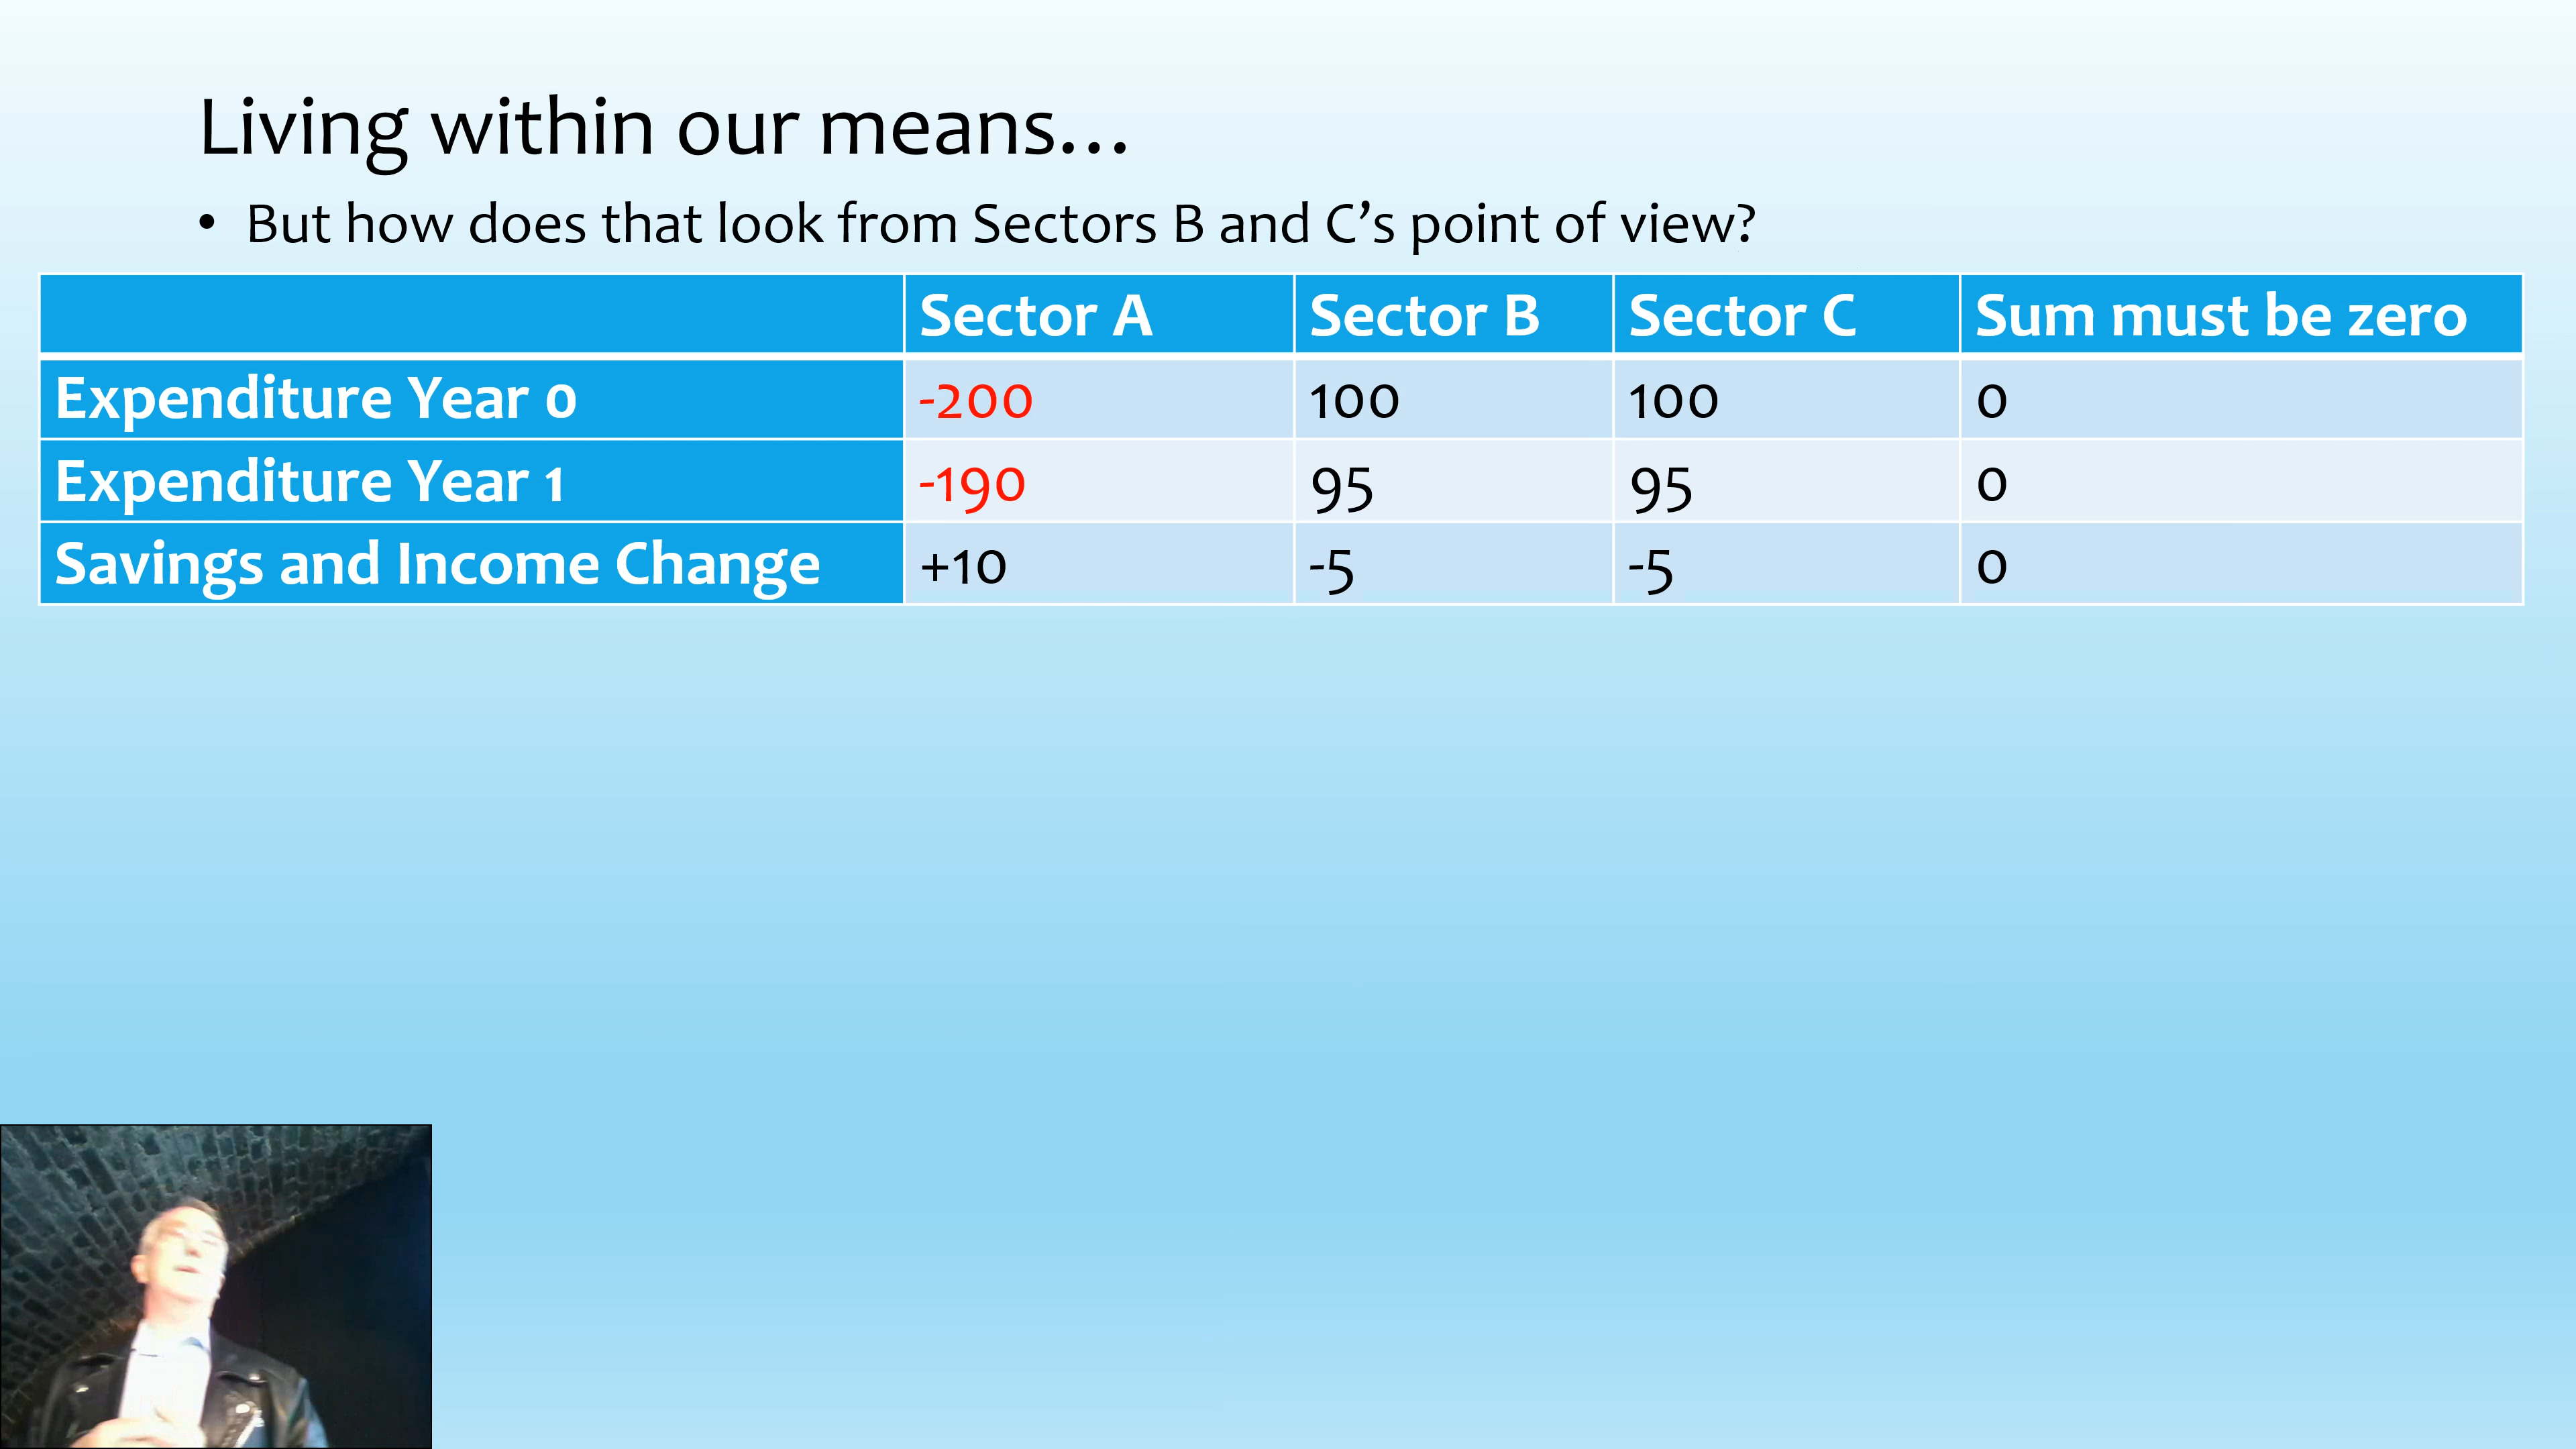 Living within our means…
• But how does that look from Sectors B and C’s point of view?
Sector A Sector B Sector C Sum must be zero
Expenditure Year 0 -200 100 100 0
Expenditure Year 1 -190 95 95 0
Savings and Income Change +10 -5 -5 0